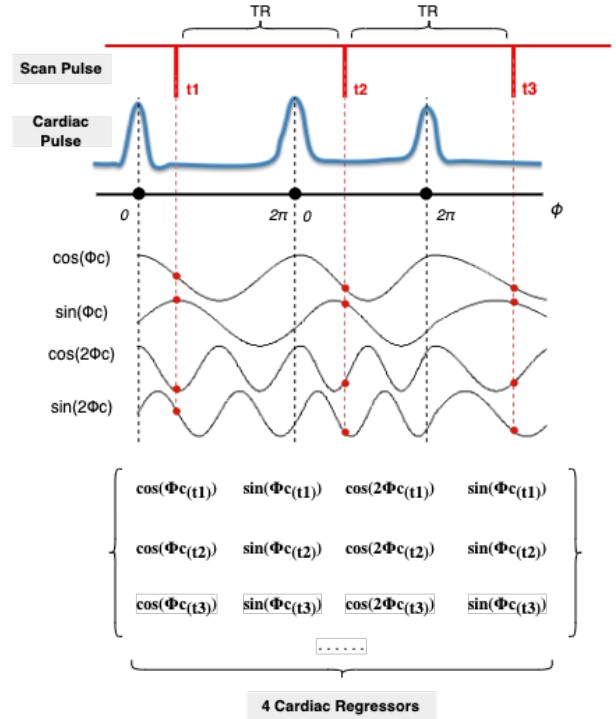 TR TR
Scan Pulse
t1 t2 t3
Cardiac
Pulse
0 2π 0 2π ϕ
cos(Φc)
sin(Φc)
cos(2Φc)
sin(2Φc)
cos(Φc(t1)) sin(Φc(t1)) cos(2Φc(t1)) sin(Φc(t1))
cos(Φc(t2)) sin(Φc(t2)) cos(2Φc(t2)) sin(Φc(t2))
cos(Φc(t3)) sin(Φc(t3)) cos(2Φc(t3)) sin(Φc(t3))
......
4 Cardiac Regressors